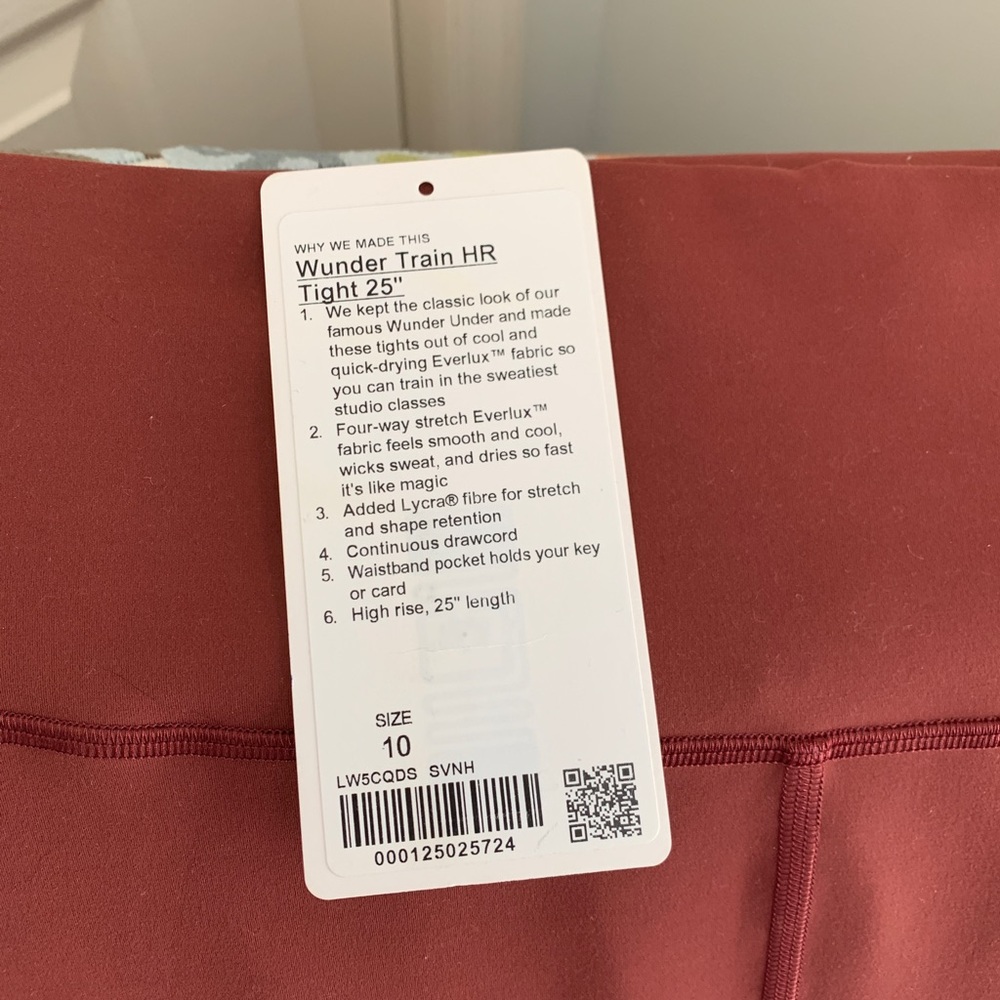 WHY WE MADE THIS
Wunder Train HR
Tight 25"
1. We kept the classic look of our
famous Wunder Under and made
these tights out of cool and
quick-drying Everlux™ fabric so
you can train in the sweatiest
studio classes
2. Four-way stretch Everlux™
fabric feels smooth and cool,
wicks sweat, and dries so fast
it's like magic
3. Added Lycra® fibre for stretch
and shape retention
4. Continuous drawcord
5. Waistband pocket holds your key
or card
6. High rise, 25" length
SIZE
10
LW5CQDS SVNH
000125025724